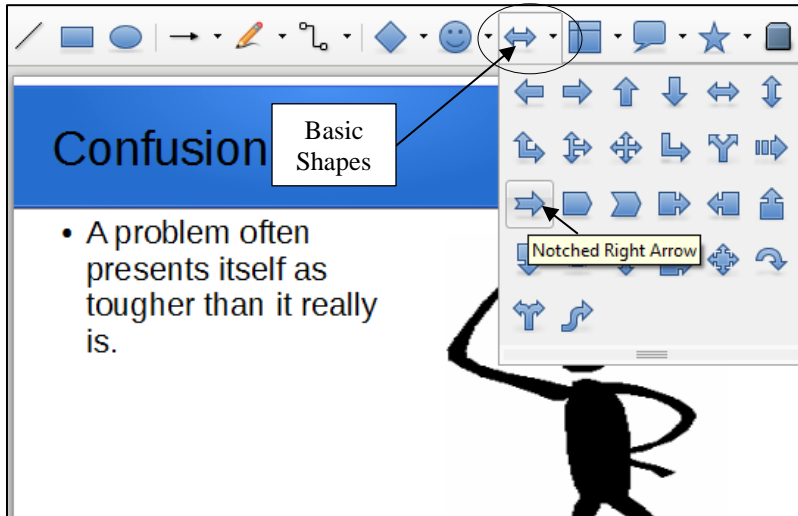 Confusion
Basic
Shapes
• A problem often
presents itself as
tougher than it really
is.
Notched Right Arrow